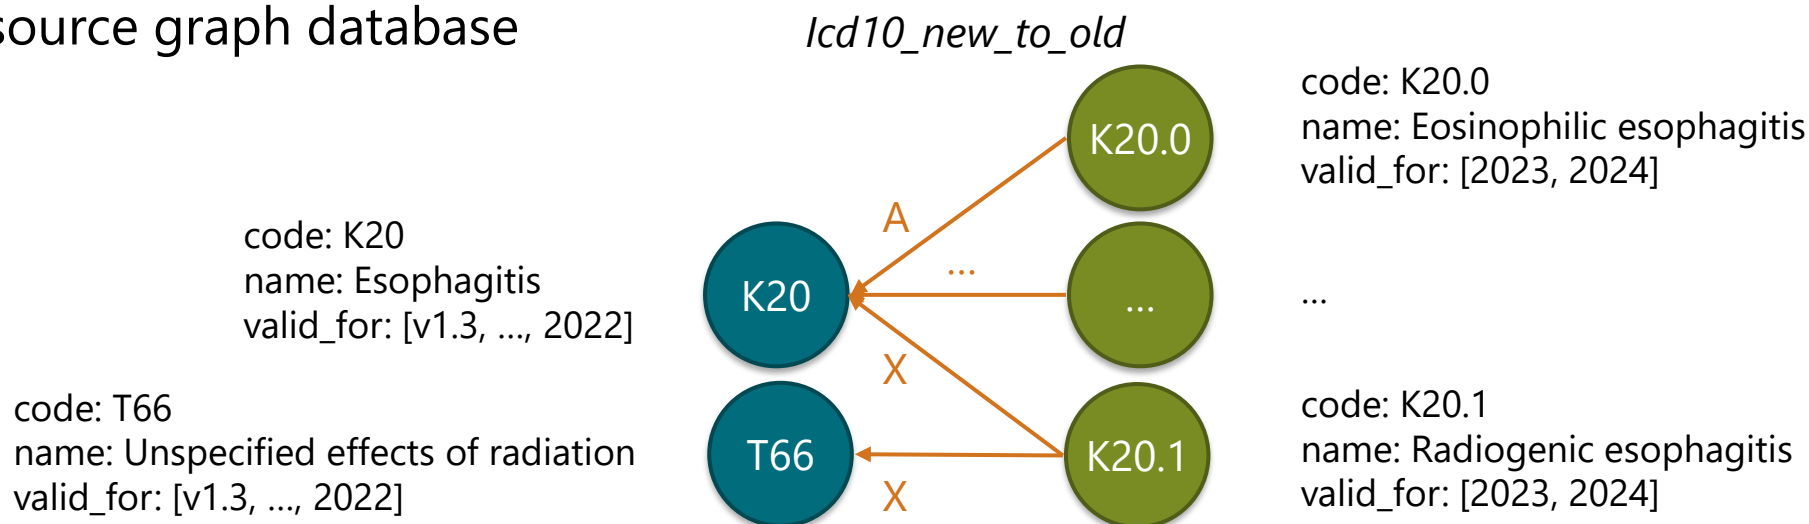 source graph database
Icd10_new_to_old
code: K20.0
name: Eosinophilic esophagitis
valid_for: [2023, 2024]
K20.0
A
...
code: K20
name: Esophagitis
valid_for: [v1.3, ..., 2022]
K20
...
...
X
code: T66
name: Unspecified effects of radiation
valid_for: [v1.3, ..., 2022]
T66
X
K20.1
code: K20.1
name: Radiogenic esophagitis
valid_for: [2023, 2024]